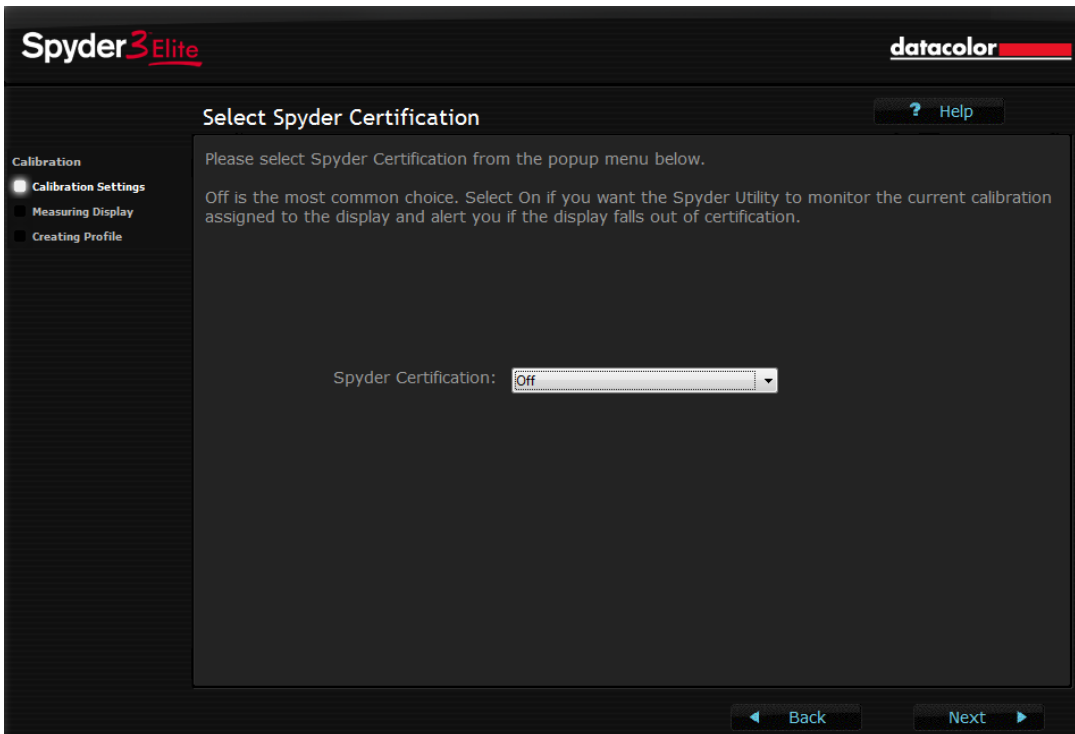 Spyder3Elite
datacolor
Select Spyder Certification
? Help
Calibration
Calibration Settings
Measuring Display
Creating Profile
Please select Spyder Certification from the popup menu below.
Off is the most common choice. Select On if you want the Spyder Utility to monitor the current calibration
assigned to the display and alert you if the display falls out of certification.
Spyder Certification: Off
Back
Next